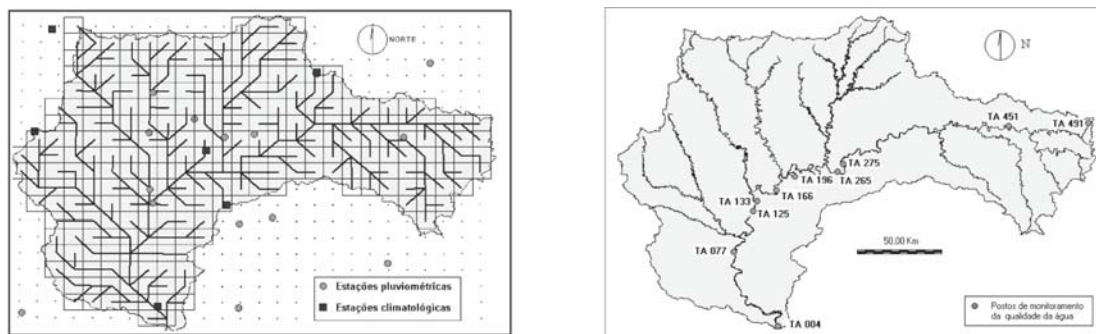 NORTE
Estações pluviométricas
Estações climatológicas
N
TA 451
TA 491
TA 275
TA 196
TA 265
TA 166
TA 133
TA 125
TA 077
50,00 Km
Postos de monitoramento
da qualidade da água
TA 004